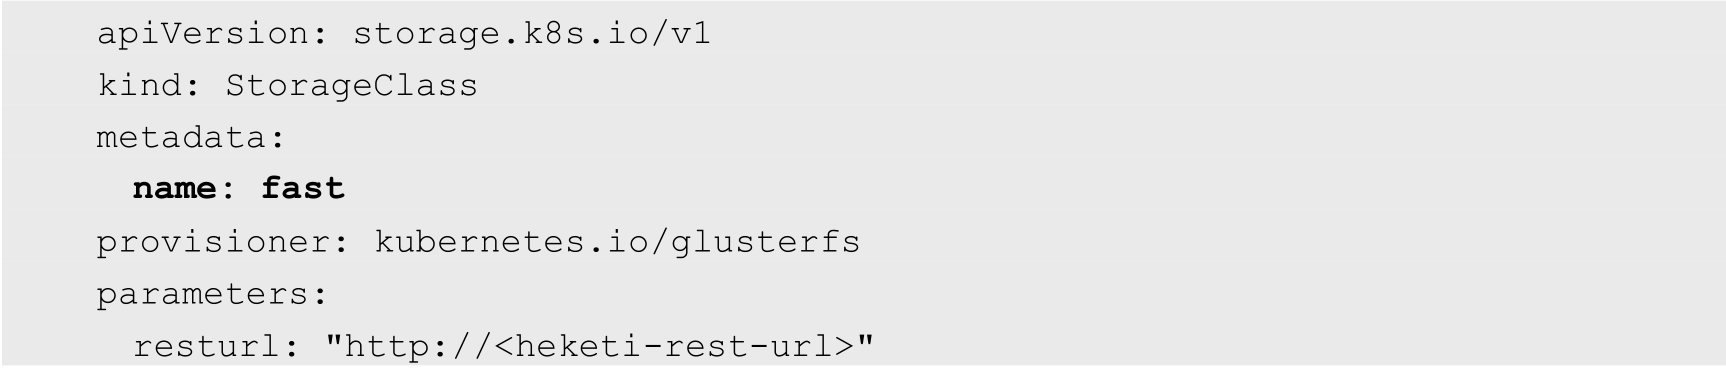 apiVersion: storage.k8s.io/v1
kind: StorageClass
metadata:
  name: fast
provisioner: kubernetes.io/glusterfs
parameters:
  resturl: "http://<heketi-rest-url>"